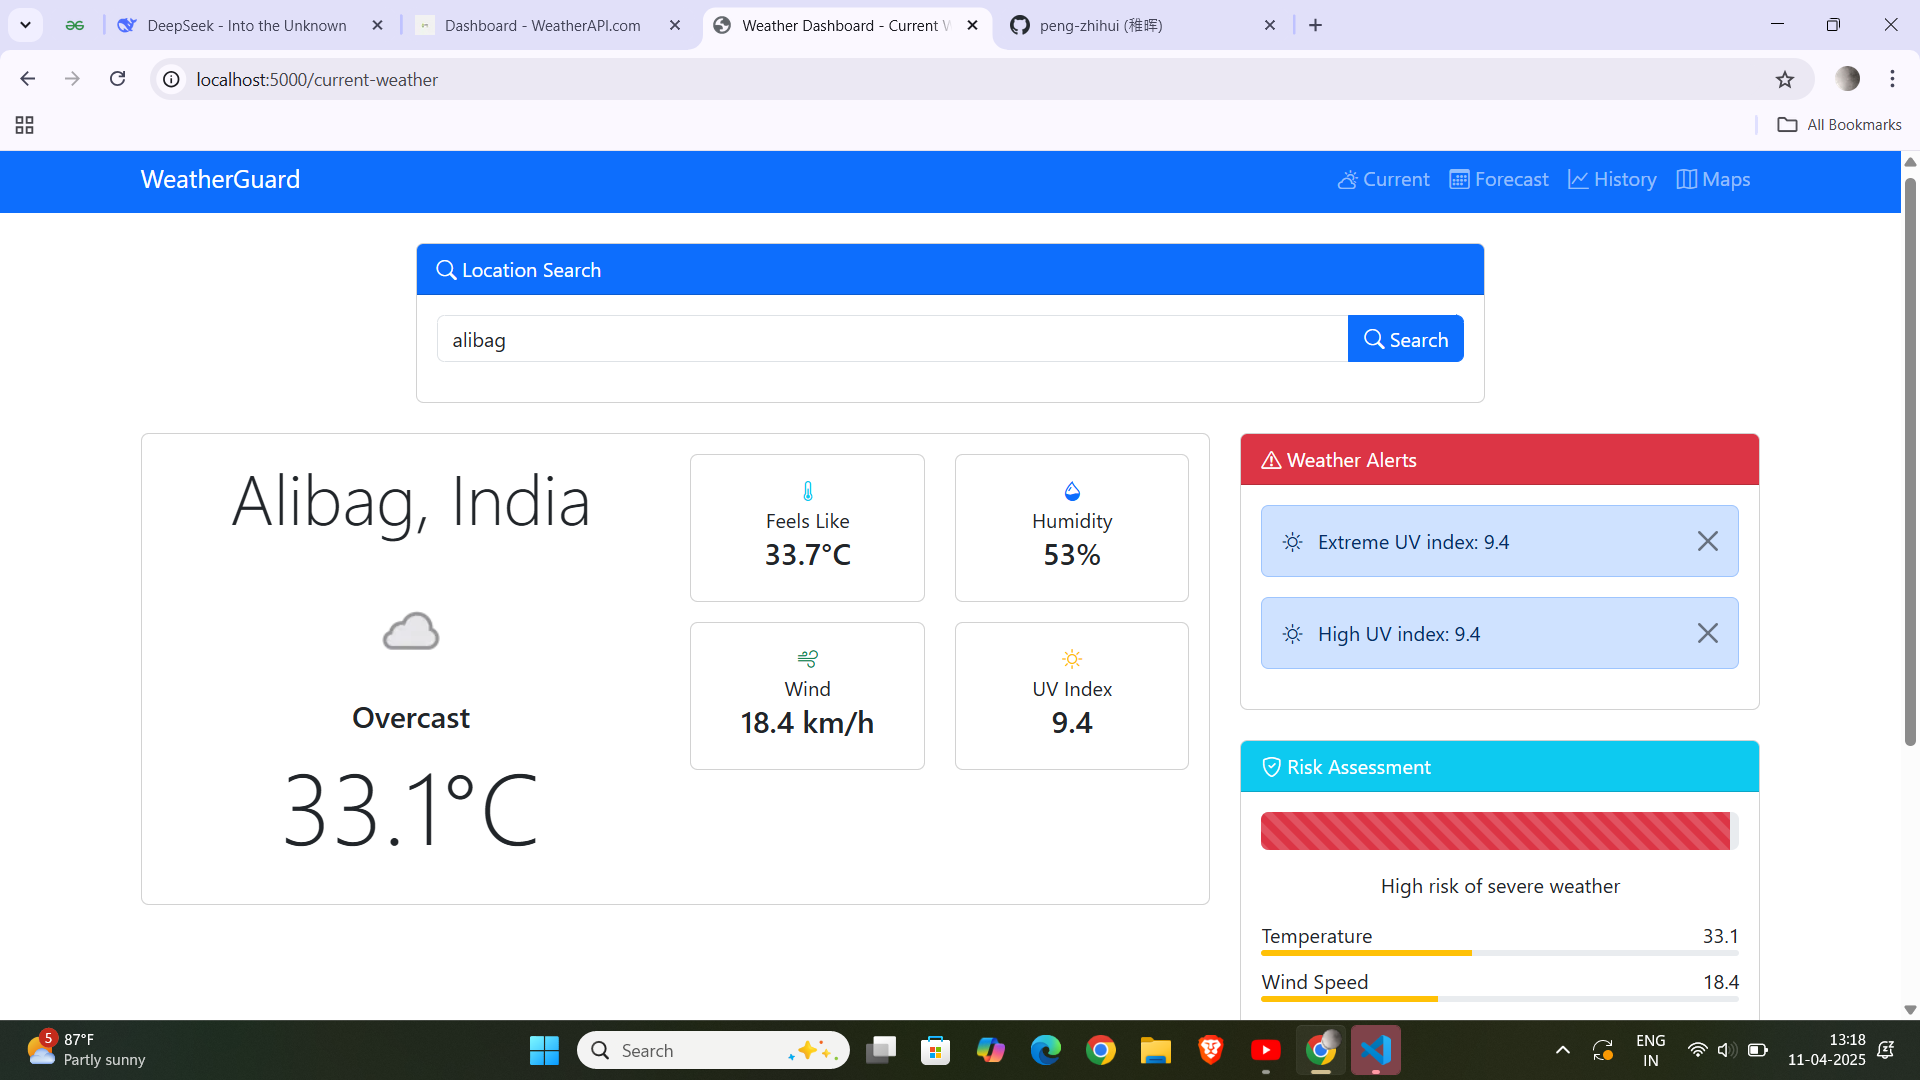 DeepSeek - Into the Unknown
Dashboard - WeatherAPI.com
Weather Dashboard - Current W
peng-zhihui (稚晖)
localhost:5000/current-weather
All Bookmarks
WeatherGuard
Current
Forecast
History
Maps
Location Search
alibag
Search
Alibag, India
Overcast
33.1°C
Feels Like
33.7°C
Humidity
53%
Wind
18.4 km/h
UV Index
9.4
Weather Alerts
Extreme UV index: 9.4
High UV index: 9.4
Risk Assessment
High risk of severe weather
Temperature 33.1
Wind Speed 18.4
5
87°F
Partly sunny
Search
ENG
IN
13:18
11-04-2025